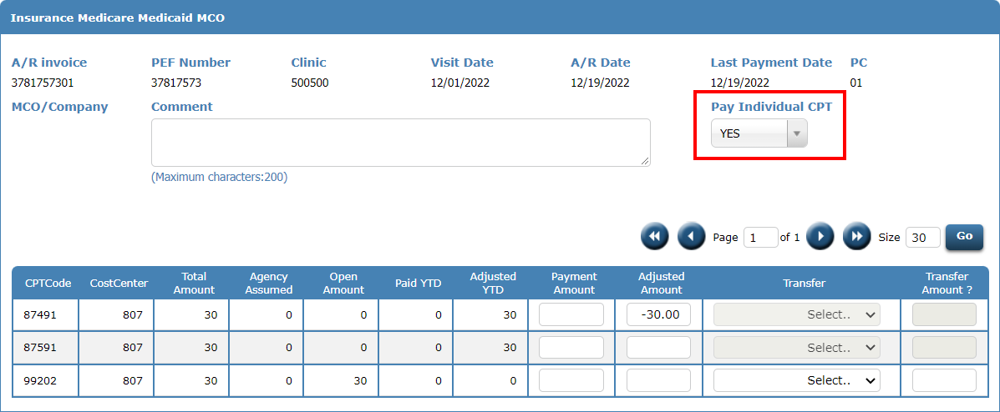 Insurance Medicare Medicaid MCO
A/R invoice PEF Number Clinic Visit Date A/R Date Last Payment Date PC
3781757301 37817573 500500 12/01/2022 12/19/2022 12/19/2022 01
MCO/Company Comment Pay Individual CPT
YES
(Maximum characters:200)
Page 1 of 1 Size 30 Go
CPTCode CostCenter Total Amount Agency Assumed Open Amount Paid YTD Adjusted YTD Payment Amount Adjusted Amount Transfer Transfer Amount ?
87491 807 30 0 0 0 30 -30.00 Select..
87591 807 30 0 0 0 30 Select..
99202 807 30 0 30 0 0 Select..